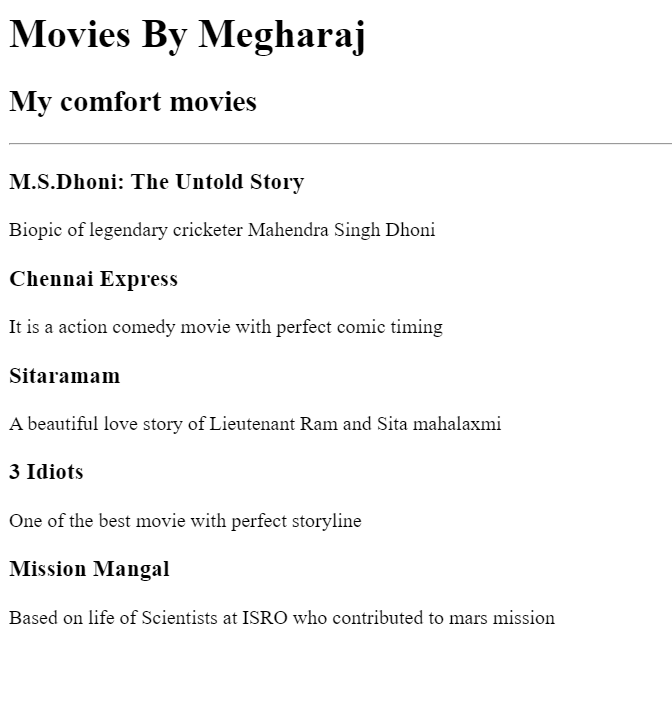 Movies By Megharaj
My comfort movies
M.S.Dhoni: The Untold Story
Biopic of legendary cricketer Mahendra Singh Dhoni
Chennai Express
It is a action comedy movie with perfect comic timing
Sitaramam
A beautiful love story of Lieutenant Ram and Sita mahalaxmi
3 Idiots
One of the best movie with perfect storyline
Mission Mangal
Based on life of Scientists at ISRO who contributed to mars mission